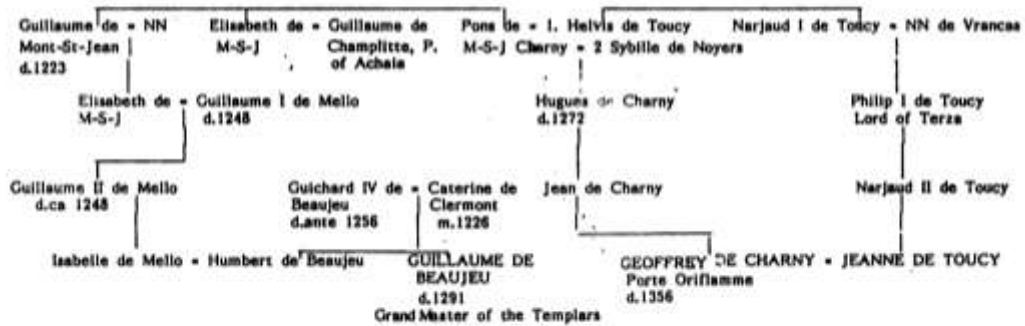 Guillaume de = NN Elisabeth de = Guillaume de Pons de = 1. Helvis de Toucy Narjaud I de Toucy = NN de Vrancas
Mont-St-Jean M-S-J Champlitte, P. M-S-J Charny = 2 Sybille de Noyers
d.1223 of Achaia
Elisabeth de = Guillaume I de Mello Hugues de Charny Philip I de Toucy
M-S-J d.1248 d.1272 Lord of Terza
Guillaume II de Mello Guichard IV de = Caterine de Jean de Charny Narjaud II de Toucy
d.ca 1248 Beaujeu Clermont
d.ante 1256 m.1226
Isabelle de Mello = Humbert de Beaujeu GUILLAUME DE GEOFFREY DE CHARNY = JEANNE DE TOUCY
BEAUJEU Porte Oriflamme
d.1291 d.1356
Grand Master of the Templars